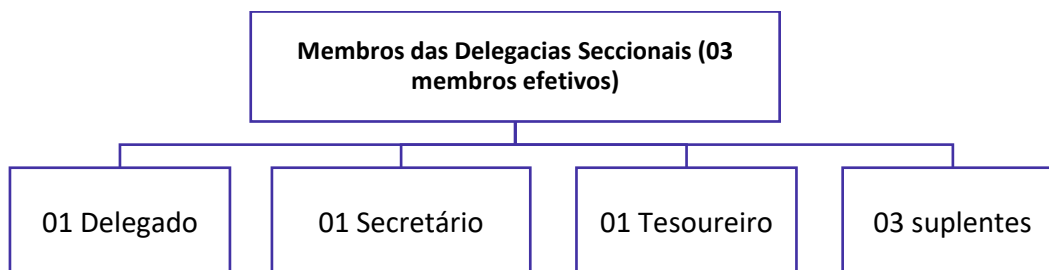 Membros das Delegacias Seccionais (03
membros efetivos)
01 Delegado
01 Secretário
01 Tesoureiro
03 suplentes